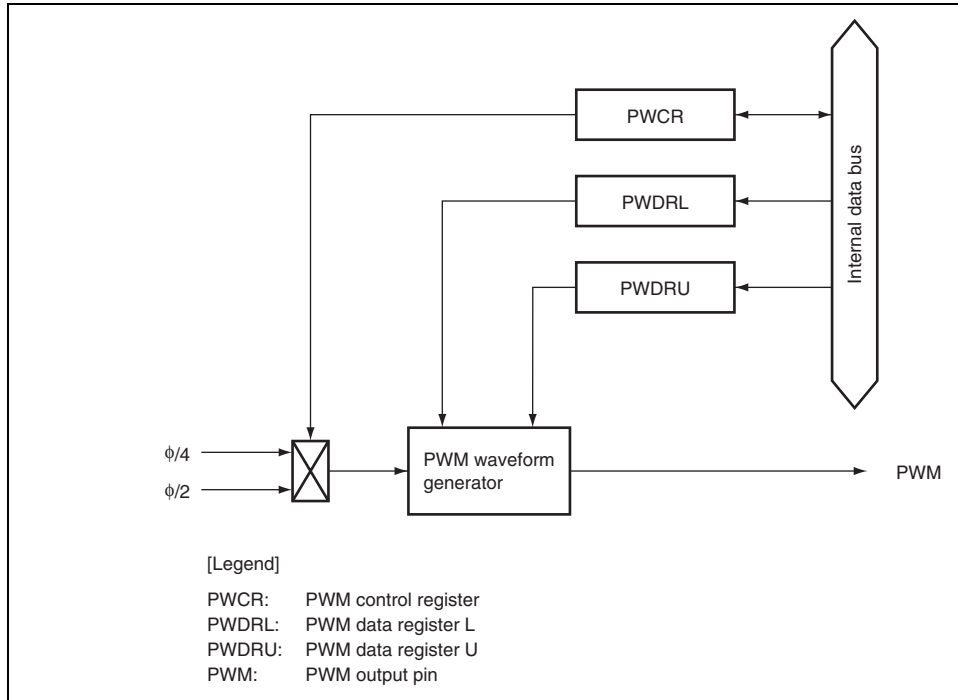 PWCR
PWDRL
PWDRU
Internal data bus
ϕ/4
ϕ/2
PWM waveform
generator
PWM
[Legend]
PWCR: PWM control register
PWDRL: PWM data register L
PWDRU: PWM data register U
PWM: PWM output pin